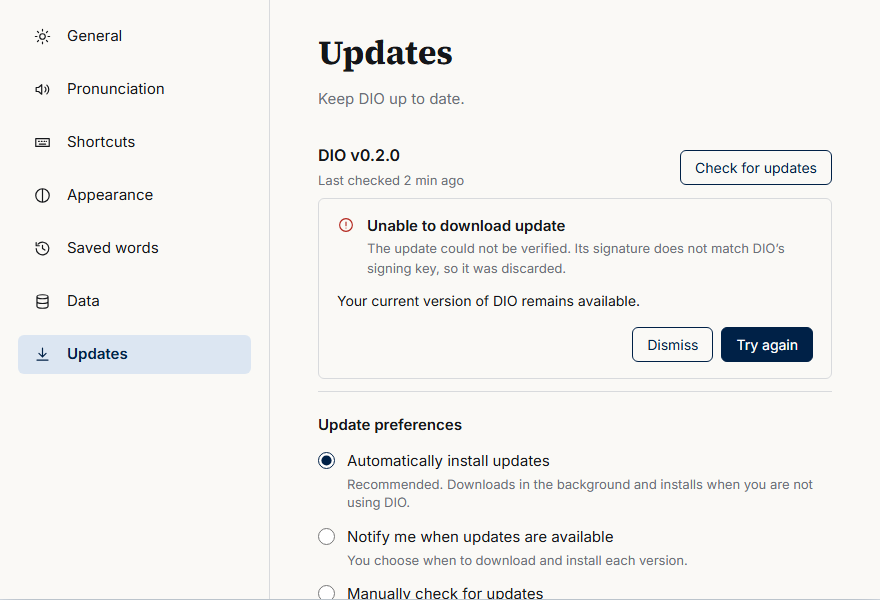 General
Pronunciation
Shortcuts
Appearance
Saved words
Data
Updates
Updates
Keep DIO up to date.
DIO v0.2.0
Last checked 2 min ago
Check for updates
Unable to download update
The update could not be verified. Its signature does not match DIO’s
signing key, so it was discarded.
Your current version of DIO remains available.
Dismiss
Try again
Update preferences
Automatically install updates
Recommended. Downloads in the background and installs when you are not
using DIO.
Notify me when updates are available
You choose when to download and install each version.
Manually check for updates